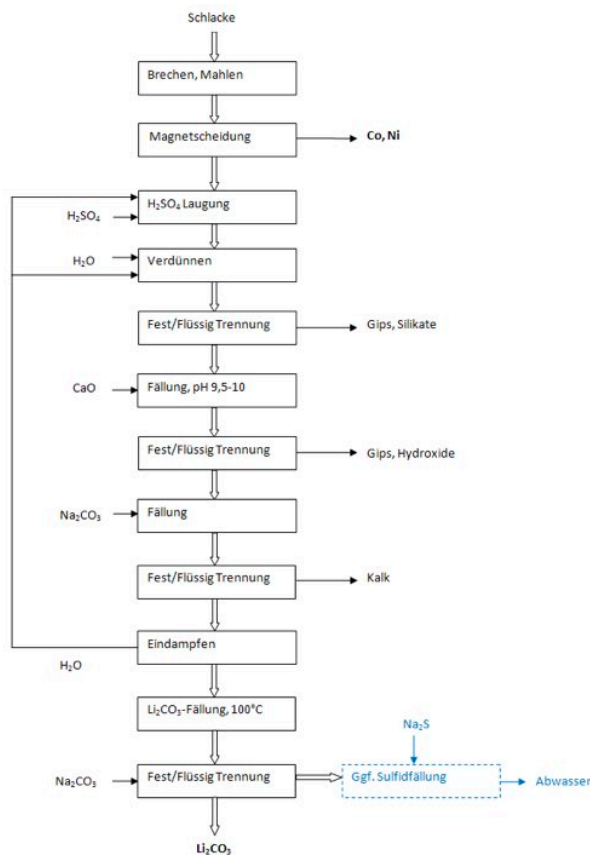 Schlacke
Brechen, Mahlen
Magnetscheidung
Co, Ni
H₂SO₄ Laugung
H₂SO₄
H₂O
Verdünnen
Fest/Flüssig Trennung
Gips, Silikate
CaO
Fällung, pH 9,5-10
Fest/Flüssig Trennung
Gips, Hydroxide
Na₂CO₃
Fällung
Fest/Flüssig Trennung
Kalk
Eindampfen
H₂O
Li₂CO₃-Fällung, 100°C
Na₂S
Na₂CO₃
Fest/Flüssig Trennung
Ggf. Sulfidfällung
Abwasser
Li₂CO₃